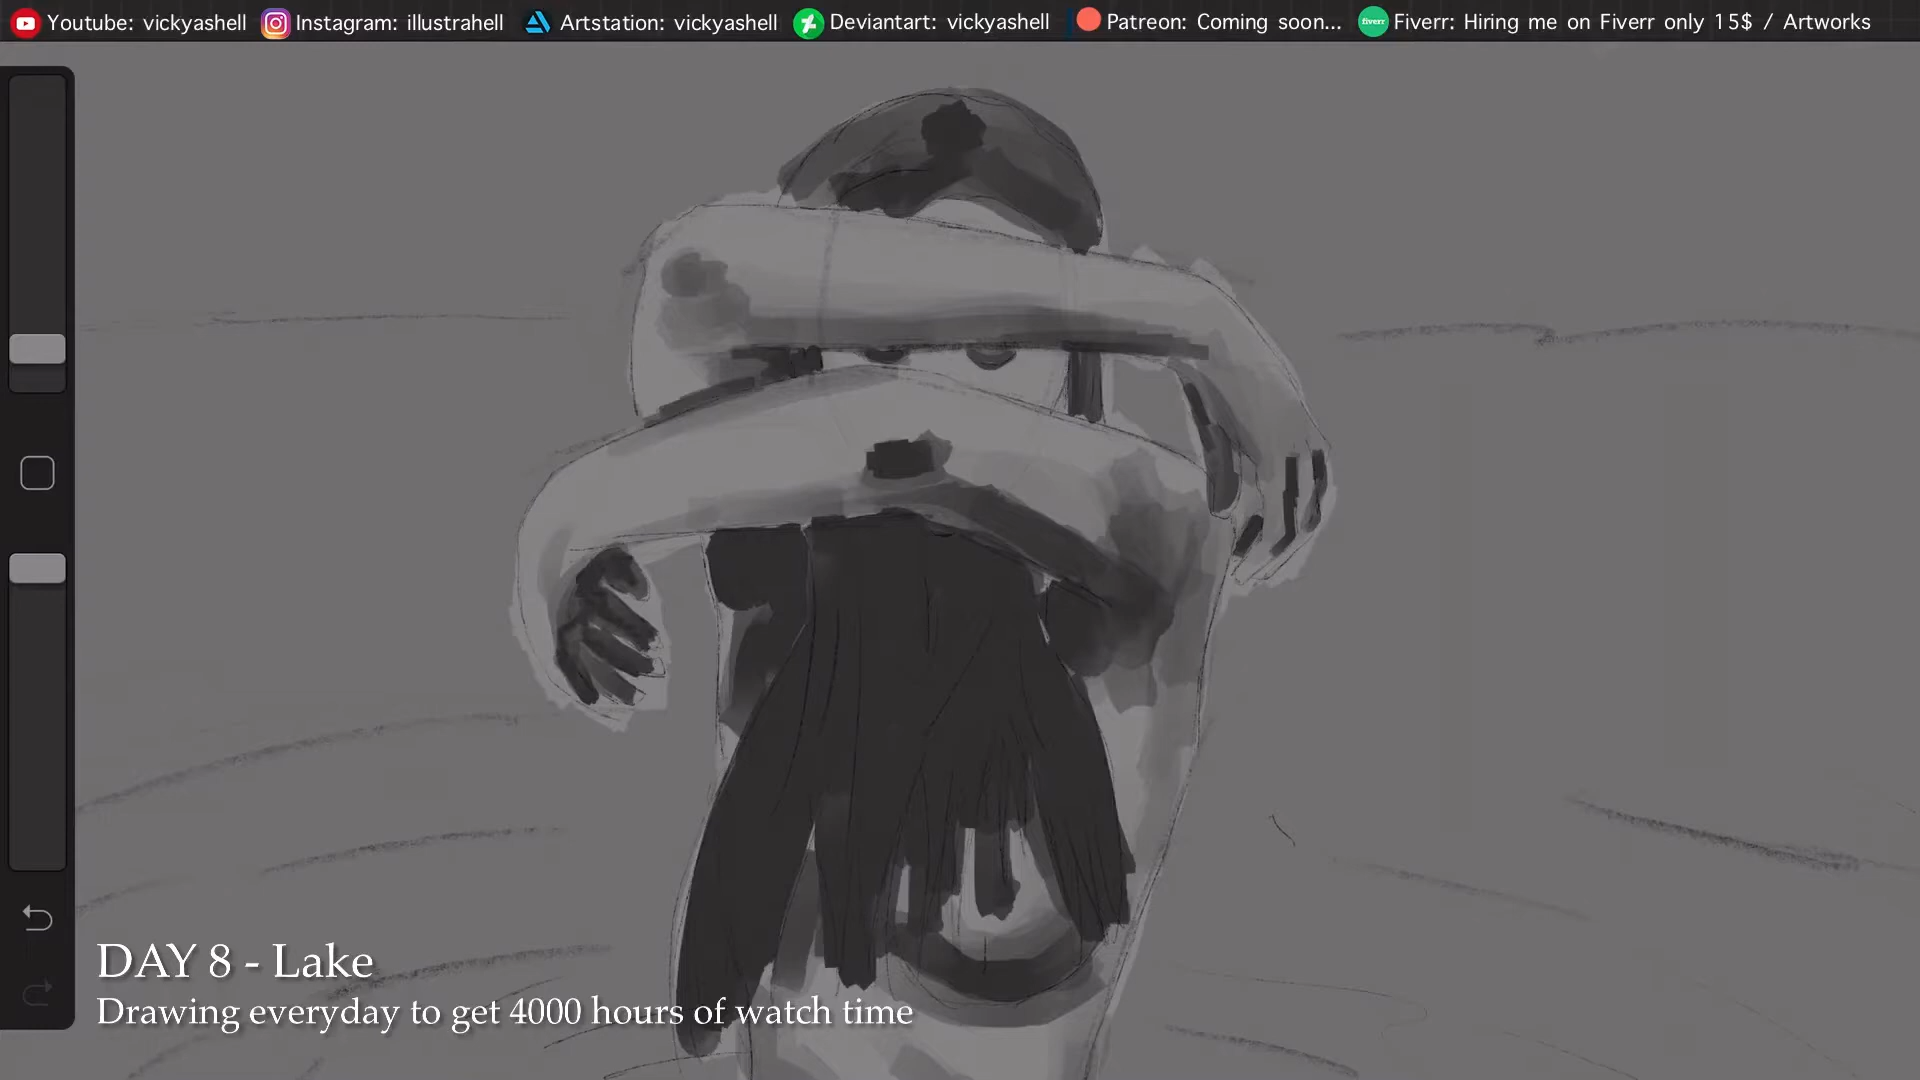 Youtube: vickyashell Instagram: illustrahell Artstation: vickyashell Deviantart: vickyashell Patreon: Coming soon... fiverr Fiverr: Hiring me on Fiverr only 15$ / Artworks
DAY 8 - Lake
Drawing everyday to get 4000 hours of watch time